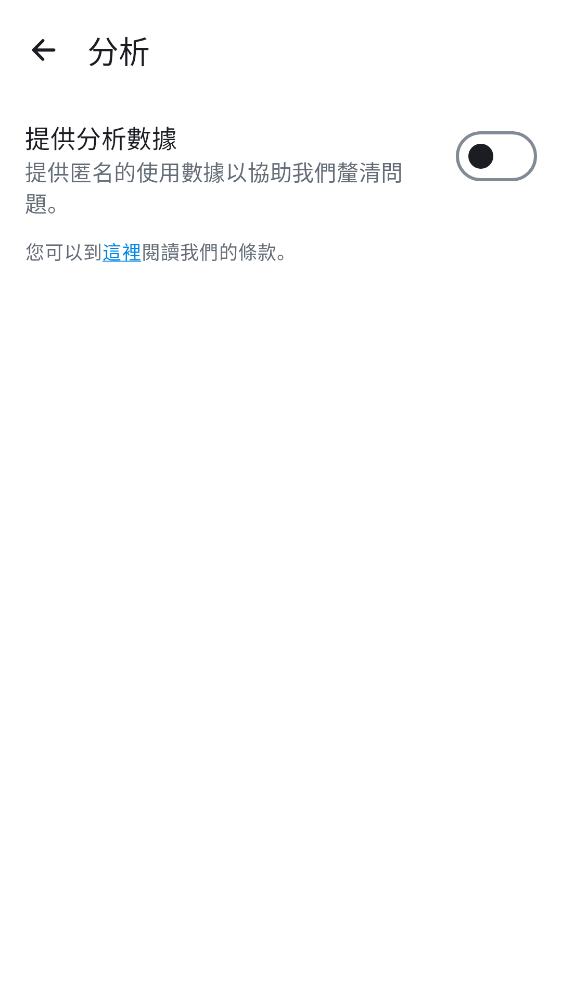 分析
提供分析數據
提供匿名的使用數據以協助我們釐清問
題。
您可以到這裡閱讀我們的條款。